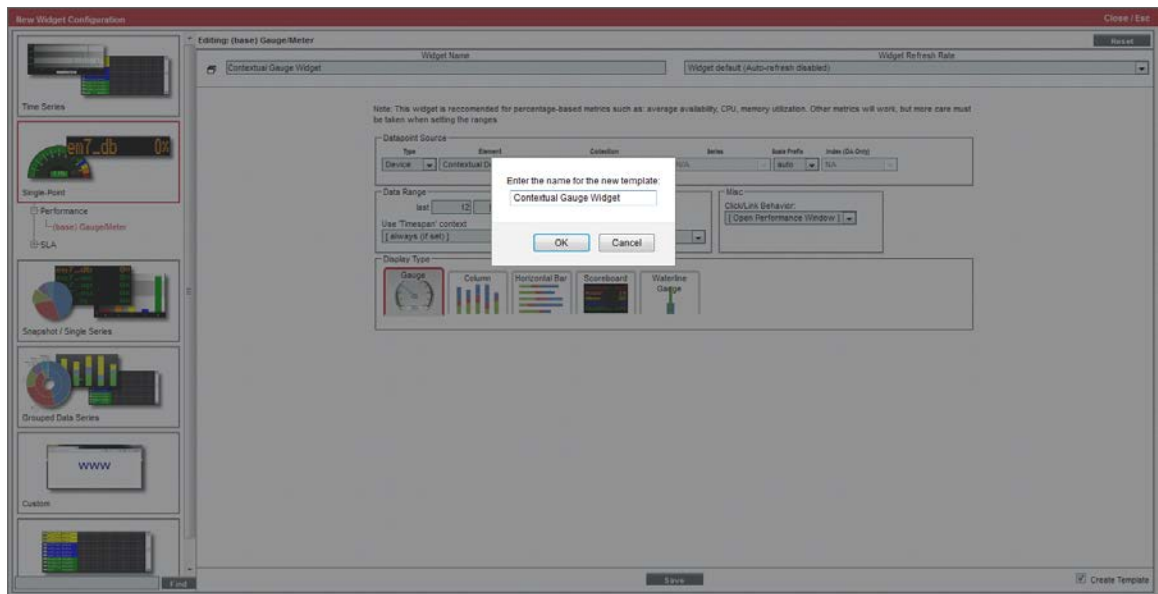 New Widget Configuration
Close / Esc
Editing: (base) Gauge/Meter
Reset
Widget Name
Widget Refresh Rate
Contextual Gauge Widget
Widget default (Auto-refresh disabled)
Time Series
Note: This widget is reccomended for percentage-based metrics such as: average availability, CPU, memory utilization. Other metrics will work, but more care must
be taken when setting the ranges.
Datapoint Source
Type
Element
Collection
Series
Scale Prefix
Index (DA Only)
Device
Contextual D
N/A
auto
NA
em7_db 0%
Single-Point
Performance
(base) Gauge/Meter
SLA
Enter the name for the new template:
Contextual Gauge Widget
OK
Cancel
Data Range
last
12
Use 'Timespan' context
[ always (if set) ]
Misc
Click/Link Behavior:
[ Open Performance Window ]
Display Type
Gauge
Column
Horizontal Bar
Scoreboard
Waterline
Gauge
Snapshot / Single Series
Grouped Data Series
www
Custom
Find
Save
Create Template